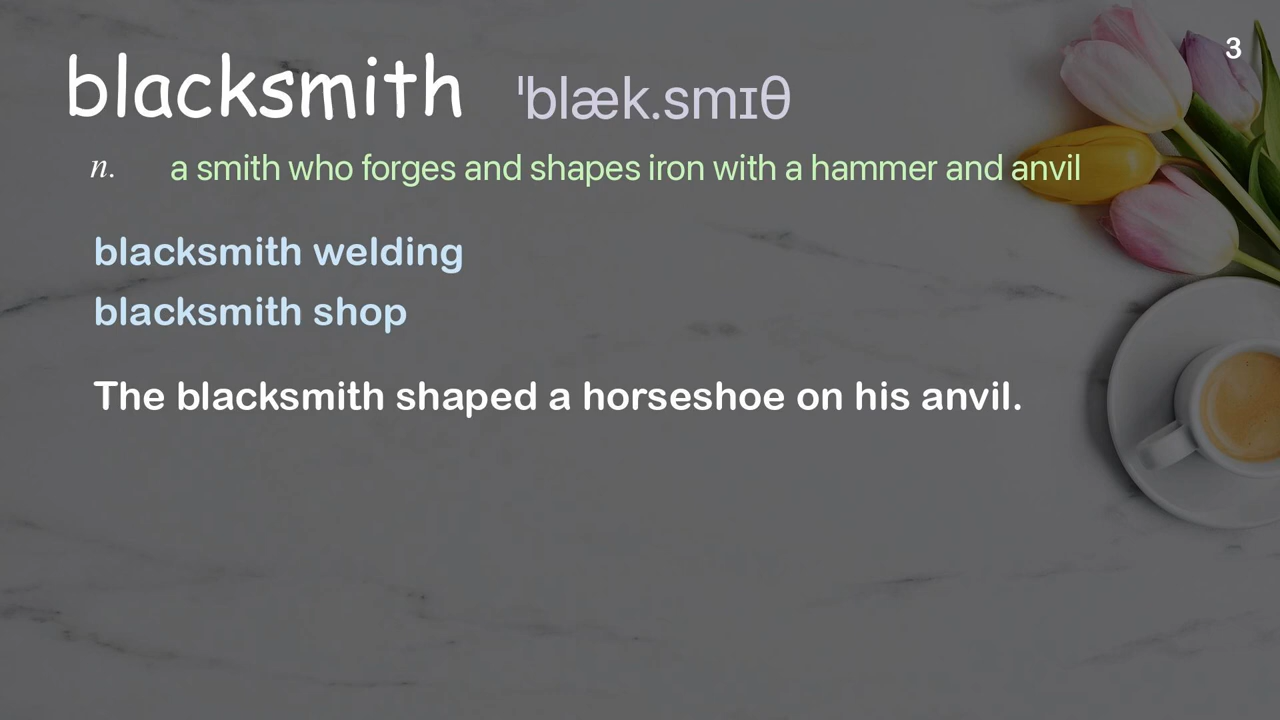 3
blacksmith ˈblæk.smɪθ
n. a smith who forges and shapes iron with a hammer and anvil
blacksmith welding
blacksmith shop
The blacksmith shaped a horseshoe on his anvil.